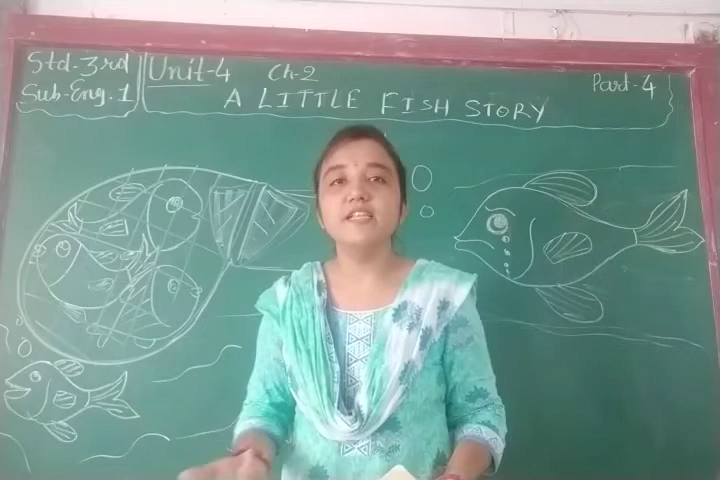 Std-3rd
Sub-Eng.1
Unit-4 Ch-2
Part-4
A LITTLE FISH STORY